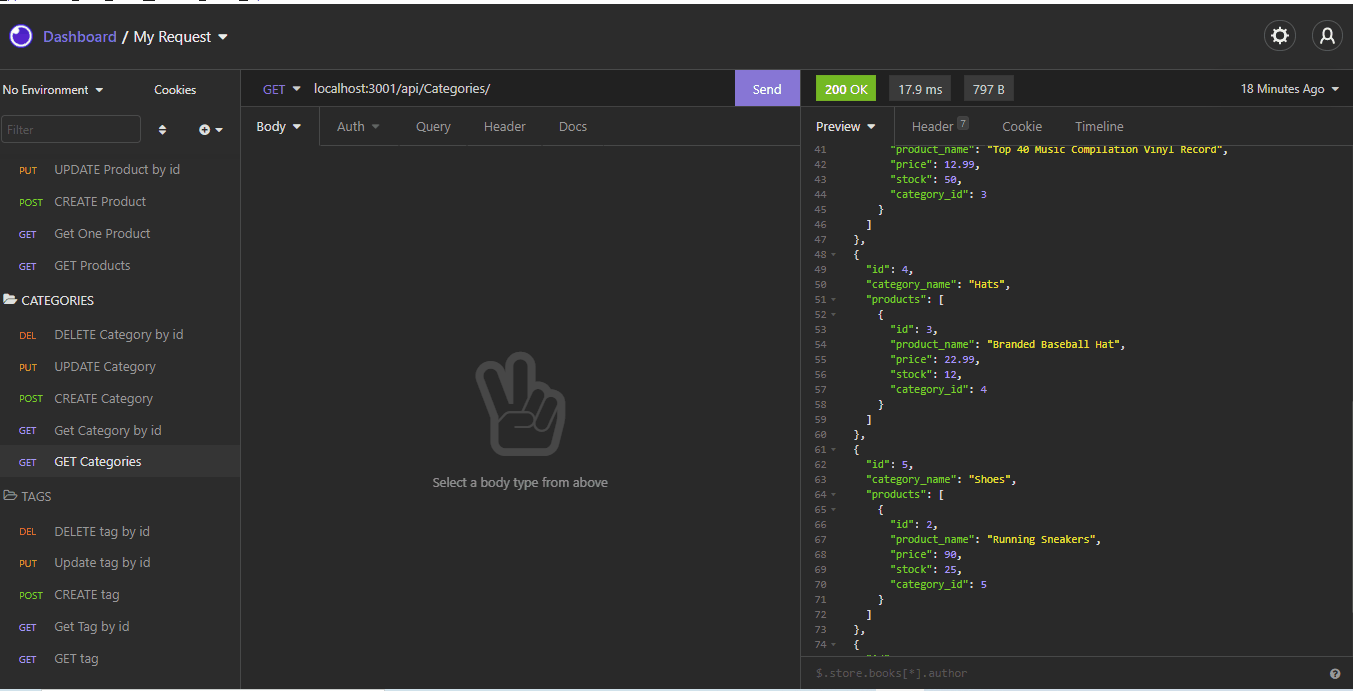 Dashboard / My Request
No Environment
Cookies
GET
localhost:3001/api/Categories/
Send
200 OK
17.9 ms
797 B
18 Minutes Ago
Filter
Body
Auth
Query
Header
Docs
Preview
Header 7
Cookie
Timeline
PUT UPDATE Product by id
POST CREATE Product
GET Get One Product
GET GET Products
CATEGORIES
DEL DELETE Category by id
PUT UPDATE Category
POST CREATE Category
GET Get Category by id
GET GET Categories
TAGS
DEL DELETE tag by id
PUT Update tag by id
POST CREATE tag
GET Get Tag by id
GET GET tag
Select a body type from above
41 "product_name": "Top 40 Music Compilation Vinyl Record",
42 "price": 12.99,
43 "stock": 50,
44 "category_id": 3
45 }
46 ]
47 },
48 {
49 "id": 4,
50 "category_name": "Hats",
51 "products": [
52 {
53 "id": 3,
54 "product_name": "Branded Baseball Hat",
55 "price": 22.99,
56 "stock": 12,
57 "category_id": 4
58 }
59 ]
60 },
61 {
62 "id": 5,
63 "category_name": "Shoes",
64 "products": [
65 {
66 "id": 2,
67 "product_name": "Running Sneakers",
68 "price": 90,
69 "stock": 25,
70 "category_id": 5
71 }
72 ]
73 },
74 {
$.store.books[*].author